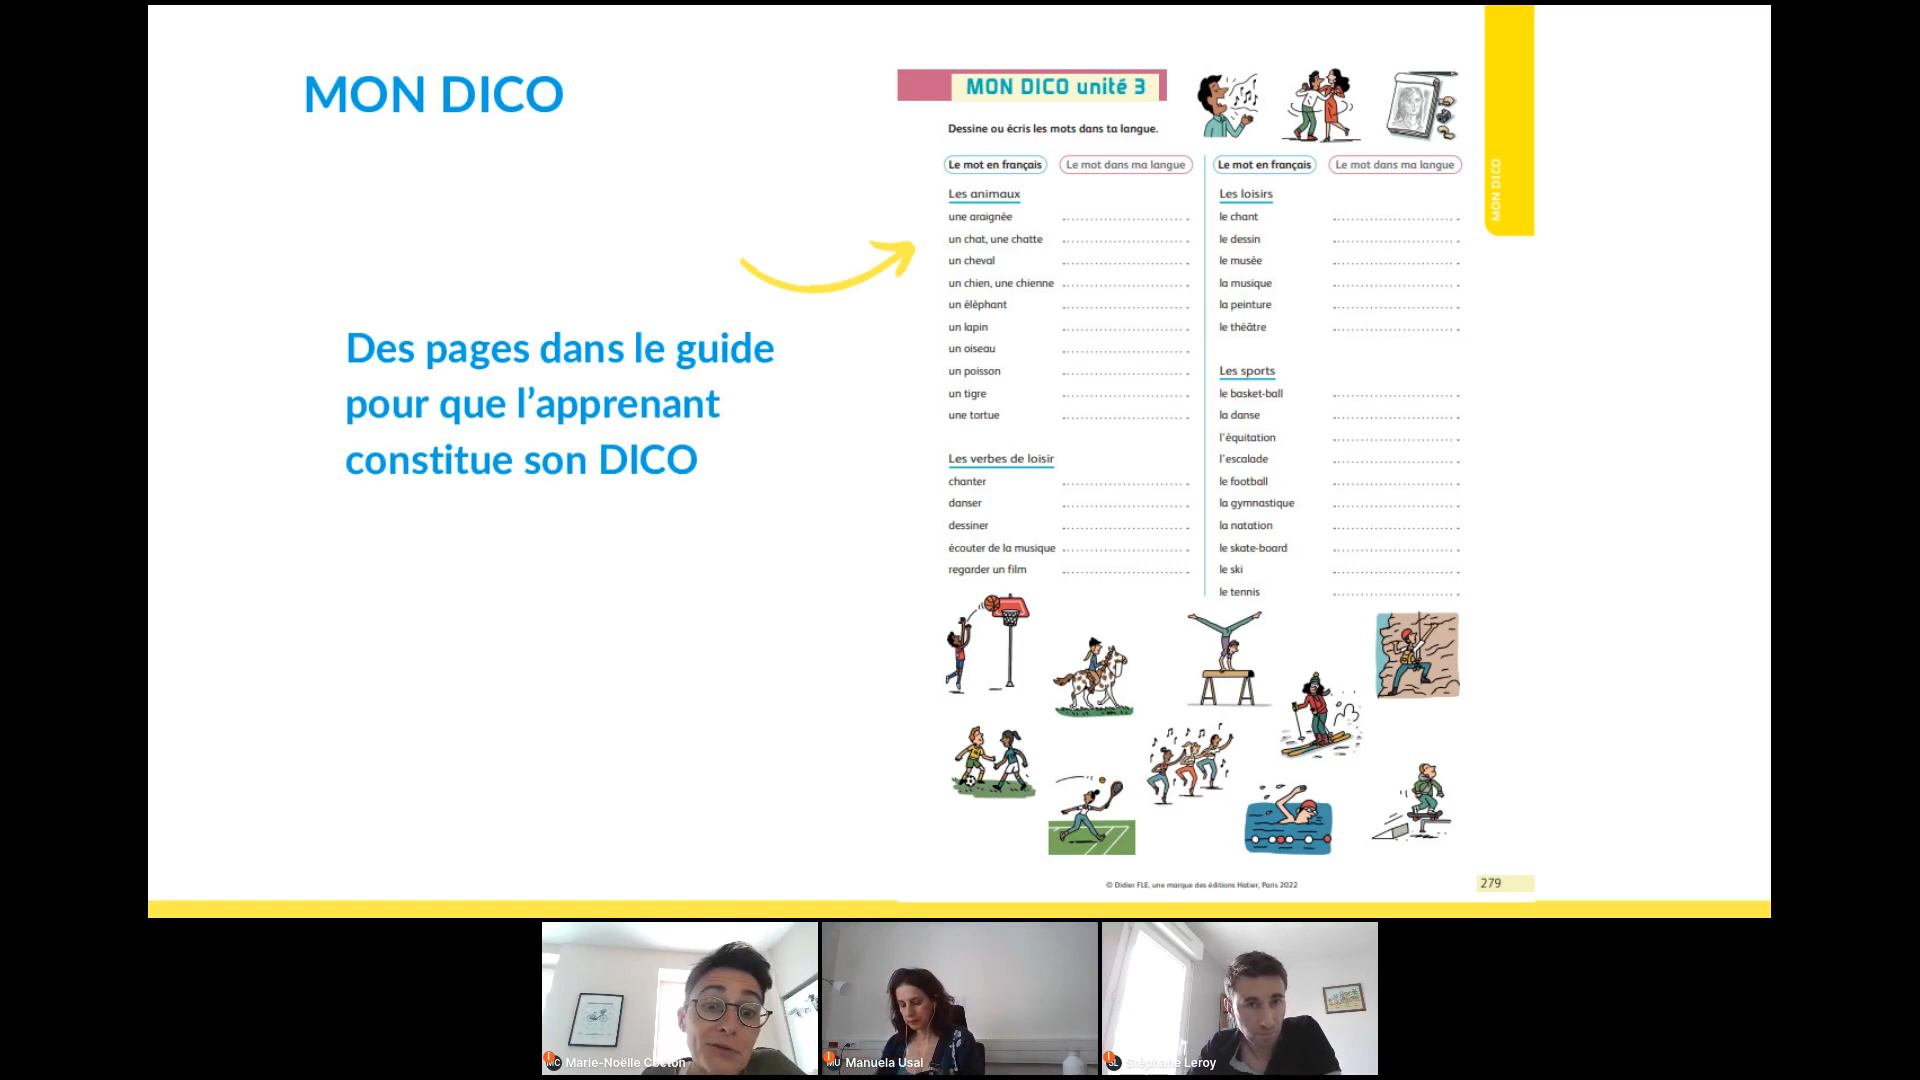 MON DICO
Des pages dans le guide
pour que l’apprenant
constitue son DICO
MON DICO unité 3
Dessine ou écris les mots dans ta langue.
Le mot en français
Le mot dans ma langue
Les animaux
une araignée
un chat, une chatte
un cheval
un chien, une chienne
un éléphant
un lapin
un oiseau
un poisson
un tigre
une tortue
Les verbes de loisir
chanter
danser
dessiner
écouter de la musique
regarder un film
Le mot en français
Le mot dans ma langue
Les loisirs
le chant
le dessin
le musée
la musique
la peinture
le théâtre
Les sports
le basket-ball
la danse
l'équitation
l'escalade
le football
la gymnastique
la natation
le skate-board
le ski
le tennis
MON DICO
© Didier FLE, une marque des éditions Hatier, Paris 2022
279
MC Marie-Noëlle
MU Manuela Usai
SL Stéphane Leroy